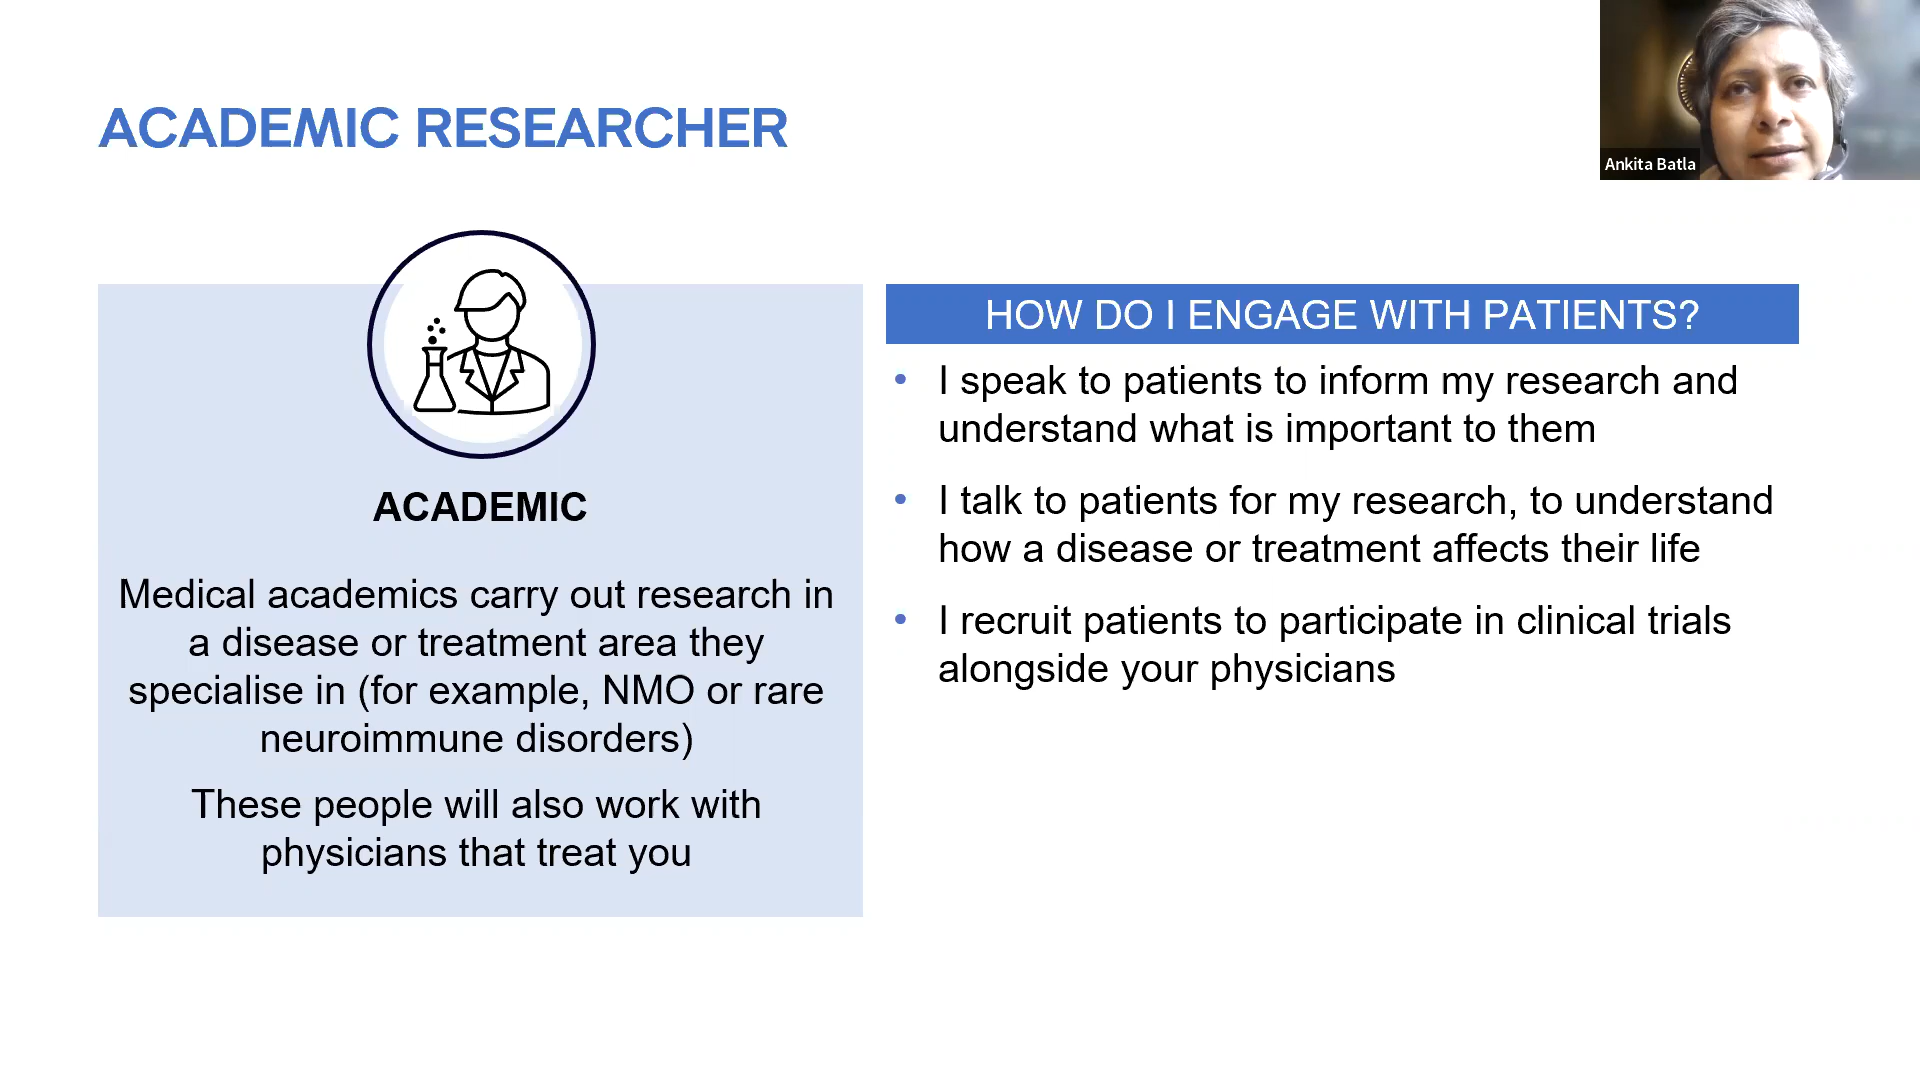 ACADEMIC RESEARCHER
Ankita Batla
ACADEMIC
Medical academics carry out research in
a disease or treatment area they
specialise in (for example, NMO or rare
neuroimmune disorders)
These people will also work with
physicians that treat you
HOW DO I ENGAGE WITH PATIENTS?
• I speak to patients to inform my research and
understand what is important to them
• I talk to patients for my research, to understand
how a disease or treatment affects their life
• I recruit patients to participate in clinical trials
alongside your physicians